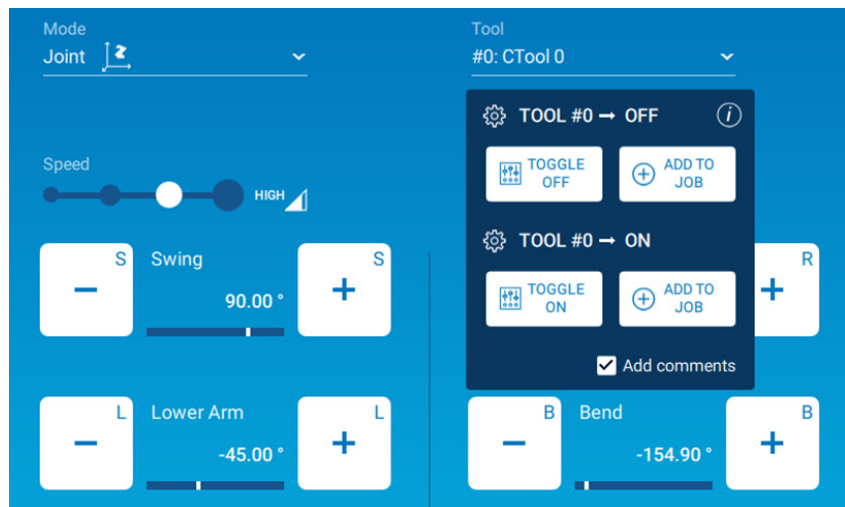 Mode
Joint
Tool
#0: CTool 0
TOOL #0 → OFF
i
TOGGLE
OFF
ADD TO
JOB
TOOL #0 → ON
TOGGLE
ON
ADD TO
JOB
Add comments
Speed
HIGH
S
Swing
90.00 °
S
R
L
Lower Arm
-45.00 °
L
B
Bend
-154.90 °
B